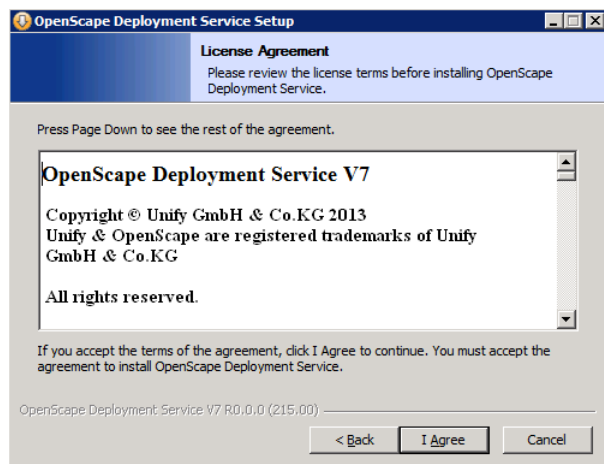 OpenScape Deployment Service Setup
License Agreement
Please review the license terms before installing OpenScape
Deployment Service.
Press Page Down to see the rest of the agreement.
OpenScape Deployment Service V7
Copyright © Unify GmbH & Co.KG 2013
Unify & OpenScape are registered trademarks of Unify
GmbH & Co.KG
All rights reserved.
If you accept the terms of the agreement, click I Agree to continue. You must accept the
agreement to install OpenScape Deployment Service.
OpenScape Deployment Service V7 R0.0.0 (215.00)
< Back
I Agree
Cancel